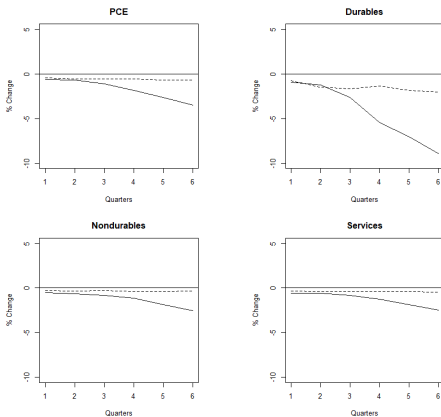 PCE
% Change
5
0
-5
-10
1 2 3 4 5 6
Quarters
Durables
% Change
5
0
-5
-10
1 2 3 4 5 6
Quarters
Nondurables
% Change
5
0
-5
-10
1 2 3 4 5 6
Quarters
Services
% Change
5
0
-5
-10
1 2 3 4 5 6
Quarters